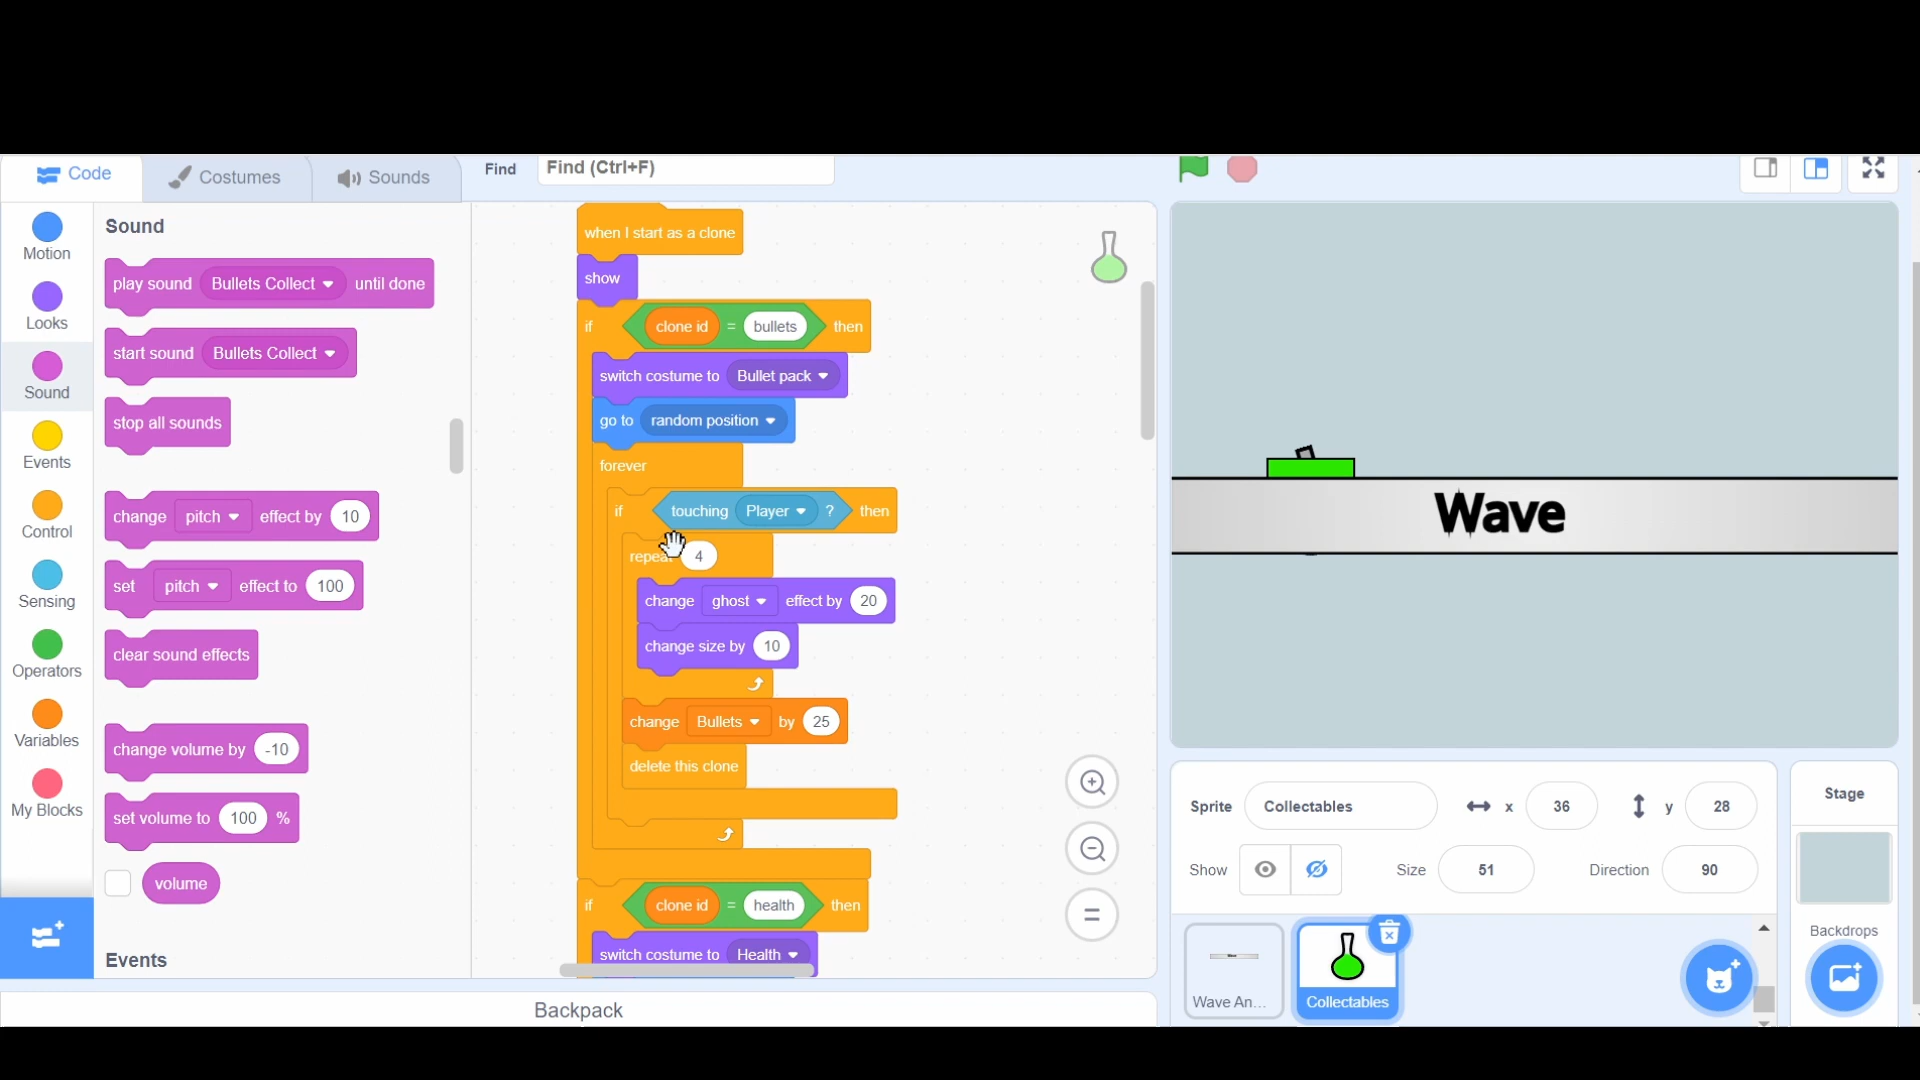 Code
Costumes
Sounds
Find
Find (Ctrl+F)
Motion
Looks
Sound
Events
Control
Sensing
Operators
Variables
My Blocks
Sound
play sound Bullets Collect until done
start sound Bullets Collect
stop all sounds
change pitch effect by 10
set pitch effect to 100
clear sound effects
change volume by -10
set volume to 100 %
volume
Events
when I start as a clone
show
if clone id = bullets then
switch costume to Bullet pack
go to random position
forever
if touching Player ? then
repeat 4
change ghost effect by 20
change size by 10
change Bullets by 25
delete this clone
if clone id = health then
switch costume to Health
Backpack
Wave
Sprite Collectables x 36 y 28
Show Size 51 Direction 90
Wave An...
Collectables
Stage
Backdrops